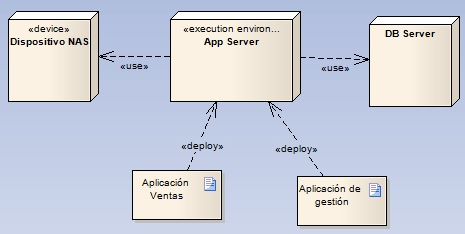 «device»
Dispositivo NAS
«execution environ...
App Server
DB Server
«use»
«use»
«deploy»
«deploy»
Aplicación
Ventas
Aplicación de
gestión